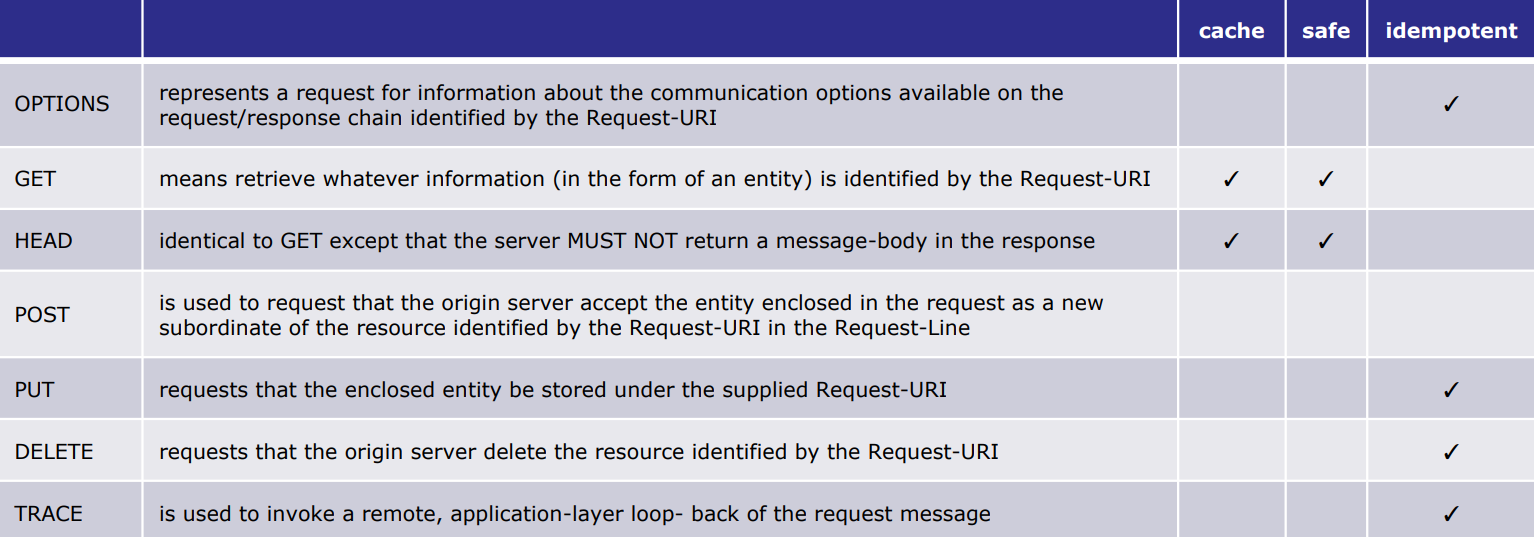 cache safe idempotent
OPTIONS represents a request for information about the communication options available on the
request/response chain identified by the Request-URI ✓
GET means retrieve whatever information (in the form of an entity) is identified by the Request-URI ✓ ✓
HEAD identical to GET except that the server MUST NOT return a message-body in the response ✓ ✓
POST is used to request that the origin server accept the entity enclosed in the request as a new
subordinate of the resource identified by the Request-URI in the Request-Line
PUT requests that the enclosed entity be stored under the supplied Request-URI ✓
DELETE requests that the origin server delete the resource identified by the Request-URI ✓
TRACE is used to invoke a remote, application-layer loop- back of the request message ✓